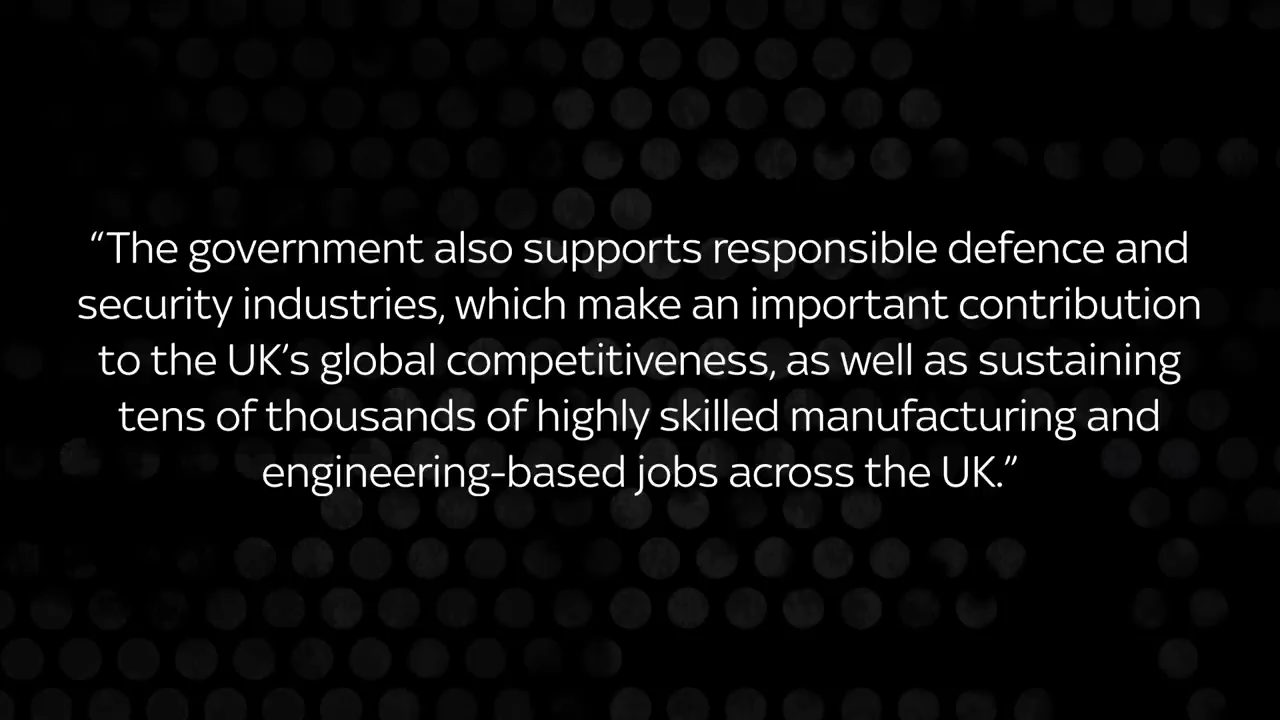 “The government also supports responsible defence and
security industries, which make an important contribution
to the UK’s global competitiveness, as well as sustaining
tens of thousands of highly skilled manufacturing and
engineering-based jobs across the UK.”